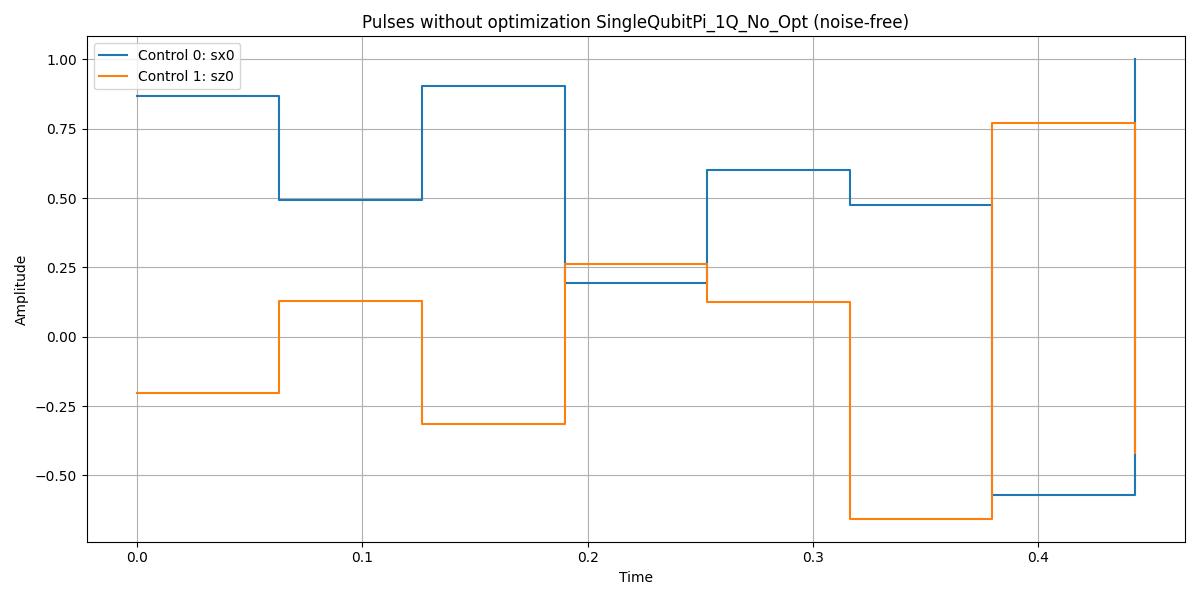 Pulses without optimization SingleQubitPi_1Q_No_Opt (noise-free)
Control 0: sx0
Control 1: sz0
Amplitude
1.00
0.75
0.50
0.25
0.00
−0.25
−0.50
0.0 0.1 0.2 0.3 0.4
Time